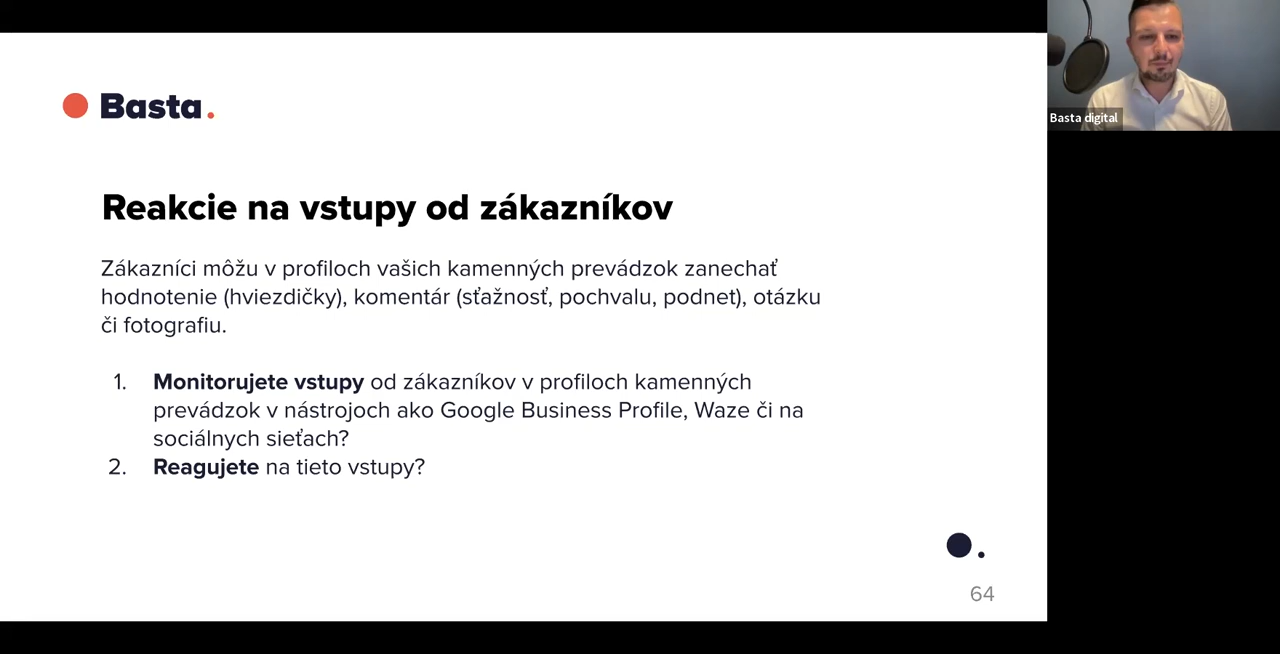 Basta.
Basta digital
Reakcie na vstupy od zákazníkov
Zákazníci môžu v profiloch vašich kamenných prevádzok zanechať
hodnotenie (hviezdičky), komentár (sťažnosť, pochvalu, podnet), otázku
či fotografiu.
1. Monitorujete vstupy od zákazníkov v profiloch kamenných
prevádzok v nástrojoch ako Google Business Profile, Waze či na
sociálnych sieťach?
2. Reagujete na tieto vstupy?
64